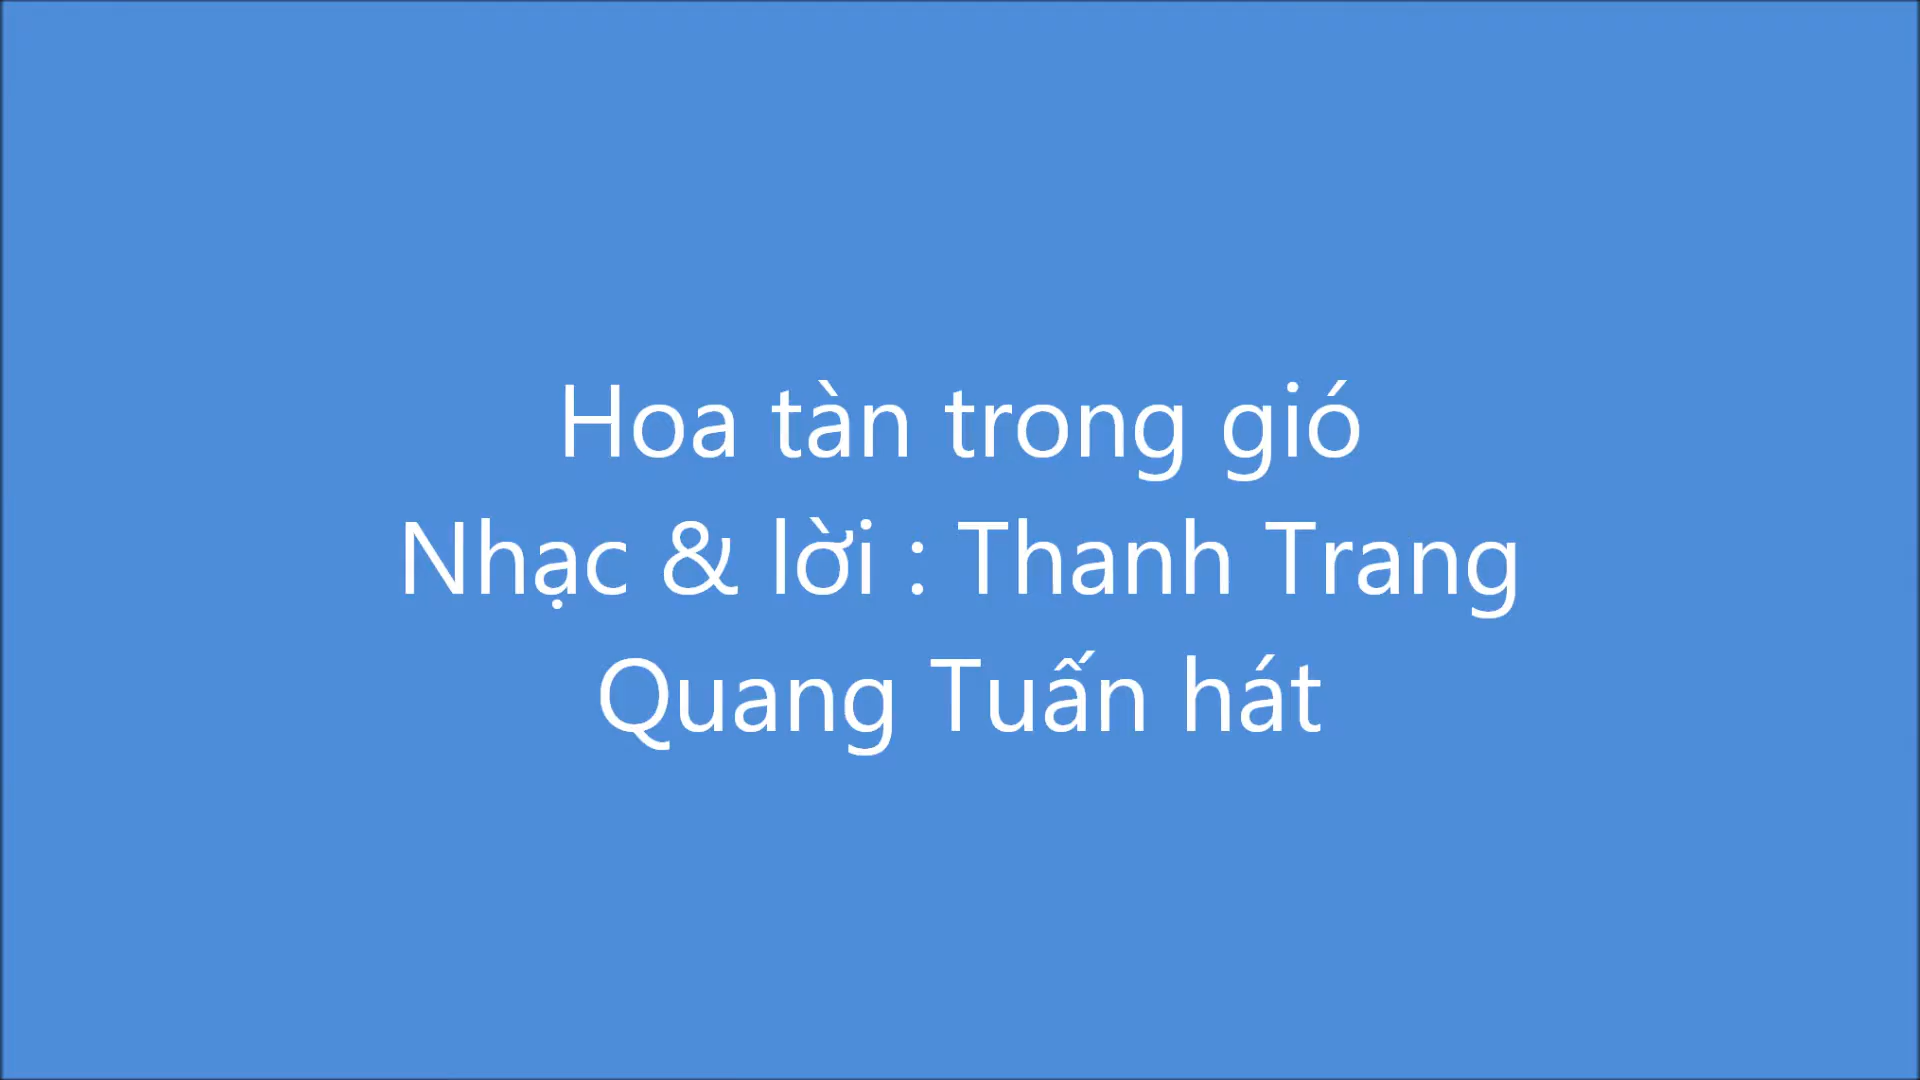 Hoa tàn trong gió
Nhạc & lời : Thanh Trang
Quang Tuấn hát